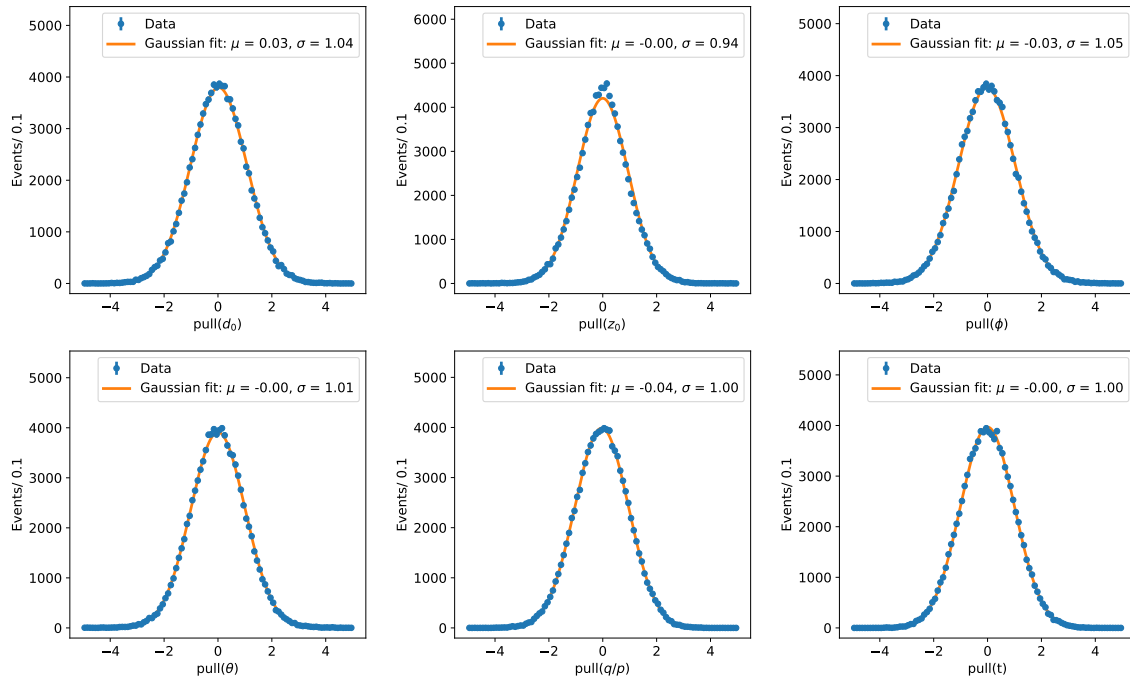 5000
4000
3000
2000
1000
0
Events/ 0.1
Data
Gaussian fit: μ = 0.03, σ = 1.04
−4 −2 0 2 4
pull(d₀)
6000
5000
4000
3000
2000
1000
0
Events/ 0.1
Data
Gaussian fit: μ = -0.00, σ = 0.94
−4 −2 0 2 4
pull(z₀)
5000
4000
3000
2000
1000
0
Events/ 0.1
Data
Gaussian fit: μ = -0.03, σ = 1.05
−4 −2 0 2 4
pull(ϕ)
5000
4000
3000
2000
1000
0
Events/ 0.1
Data
Gaussian fit: μ = -0.00, σ = 1.01
−4 −2 0 2 4
pull(θ)
5000
4000
3000
2000
1000
0
Events/ 0.1
Data
Gaussian fit: μ = -0.04, σ = 1.00
−4 −2 0 2 4
pull(q/p)
5000
4000
3000
2000
1000
0
Events/ 0.1
Data
Gaussian fit: μ = -0.00, σ = 1.00
−4 −2 0 2 4
pull(t)